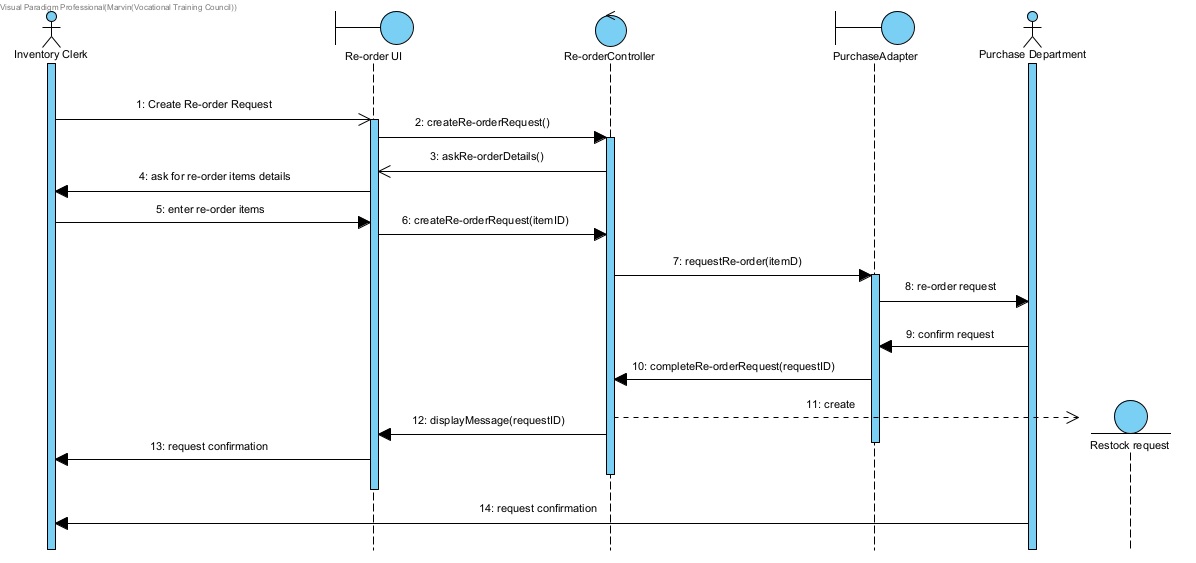 Visual Paradigm Professional(Marvin(Vocational Training Council))
Inventory Clerk
Re-order UI
Re-orderController
PurchaseAdapter
Purchase Department
1: Create Re-order Request
2: createRe-orderRequest()
3: askRe-orderDetails()
4: ask for re-order items details
5: enter re-order items
6: createRe-orderRequest(itemID)
7: requestRe-order(itemD)
8: re-order request
9: confirm request
10: completeRe-orderRequest(requestID)
11: create
12: displayMessage(requestID)
Restock request
13: request confirmation
14: request confirmation